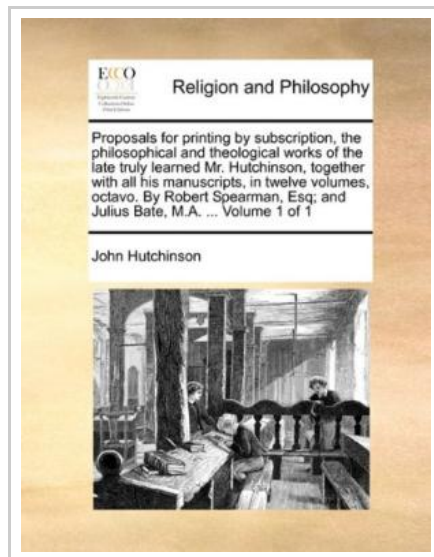 ECCO
Religion and Philosophy
Proposals for printing by subscription, the
philosophical and theological works of the
late truly learned Mr. Hutchinson, together
with all his manuscripts, in twelve volumes,
octavo. By Robert Spearman, Esq; and
Julius Bate, M.A. ... Volume 1 of 1
John Hutchinson